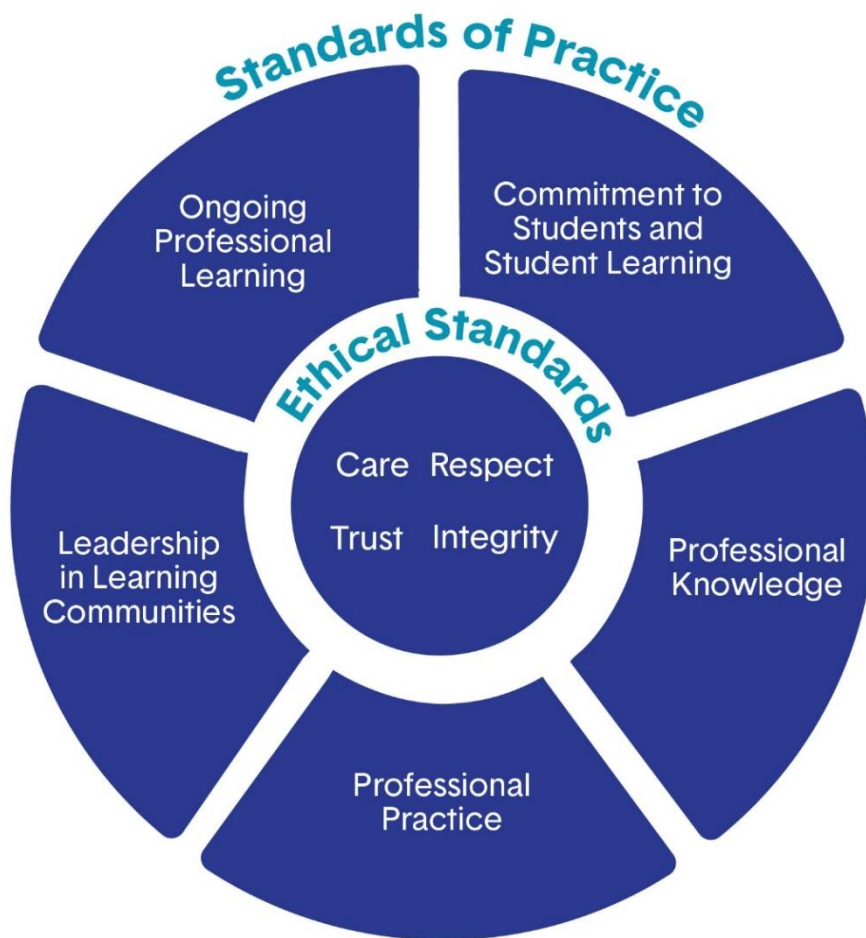 Standards of Practice
Ongoing
Professional
Learning
Commitment to
Students and
Student Learning
Ethical Standards
Care Respect
Trust Integrity
Leadership
in Learning
Communities
Professional
Knowledge
Professional
Practice